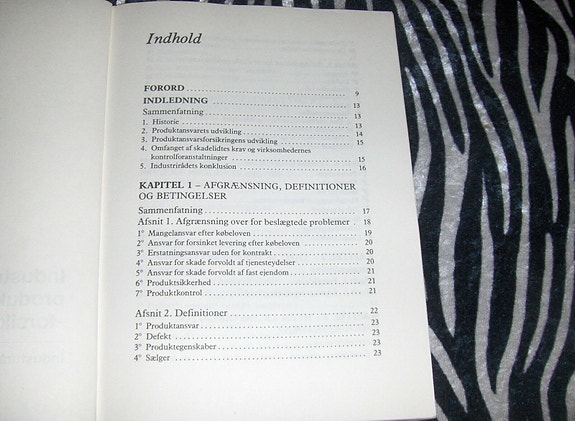 Indhold
FORORD 9
INDLEDNING 13
Sammenfatning 13
1. Historie 13
2. Produktansvarets udvikling 14
3. Produktansvarsforsikringens udvikling 15
4. Omfanget af skadelidtes krav og virksomhedernes
kontrolforanstaltninger 15
5. Industrirådets konklusion 16
KAPITEL 1 – AFGRÆNSNING, DEFINITIONER
OG BETINGELSER
Sammenfatning 17
Afsnit 1. Afgrænsning over for beslægtede problemer 18
1° Mangelansvar efter købeloven 19
2° Ansvar for forsinket levering efter købeloven 20
3° Erstatningsansvar uden for kontrakt 20
4° Ansvar for skade forvoldt af tjenesteydelser 20
5° Ansvar for skade forvoldt af fast ejendom 21
6° Produktsikkerhed 21
7° Produktkontrol 21
Afsnit 2. Definitioner 22
1° Produktansvar 23
2° Defekt 23
3° Produktegenskaber 23
4° Sælger 23